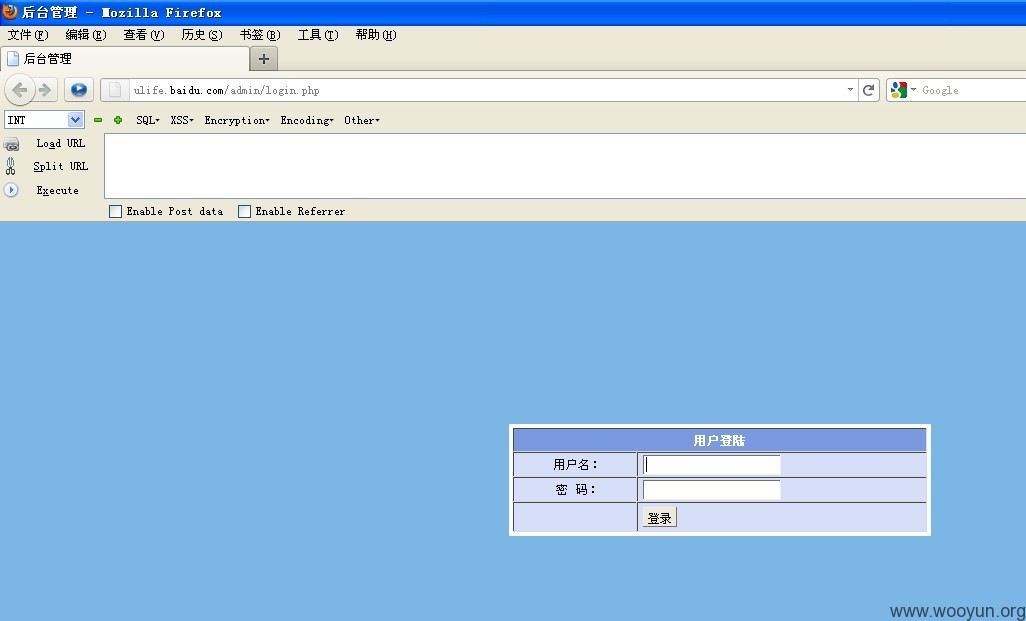 后台管理 - Mozilla Firefox
文件(F) 编辑(E) 查看(V) 历史(S) 书签(B) 工具(T) 帮助(H)
后台管理
ulife.baidu.com/admin/login.php Google
INT SQL XSS Encryption Encoding Other
Load URL
Split URL
Execute
Enable Post data Enable Referrer
用户登陆
用户名：
密 码：
登录
www.wooyun.org